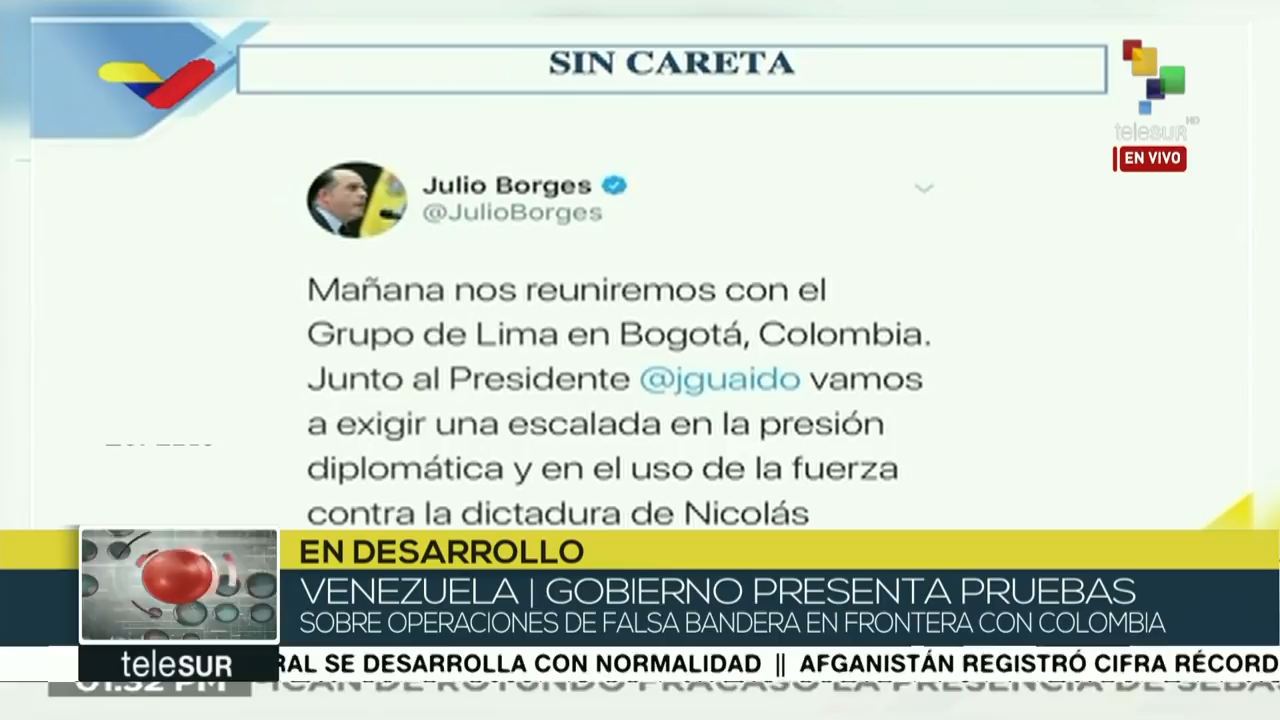 SIN CARETA
teleSUR HD
EN VIVO
Julio Borges
@JulioBorges
Mañana nos reuniremos con el
Grupo de Lima en Bogotá, Colombia.
Junto al Presidente @jguaido vamos
a exigir una escalada en la presión
diplomática y en el uso de la fuerza
contra la dictadura de Nicolás
EN DESARROLLO
VENEZUELA | GOBIERNO PRESENTA PRUEBAS
SOBRE OPERACIONES DE FALSA BANDERA EN FRONTERA CON COLOMBIA
teleSUR
RAL SE DESARROLLA CON NORMALIDAD || AFGANISTÁN REGISTRÓ CIFRA RÉCORD